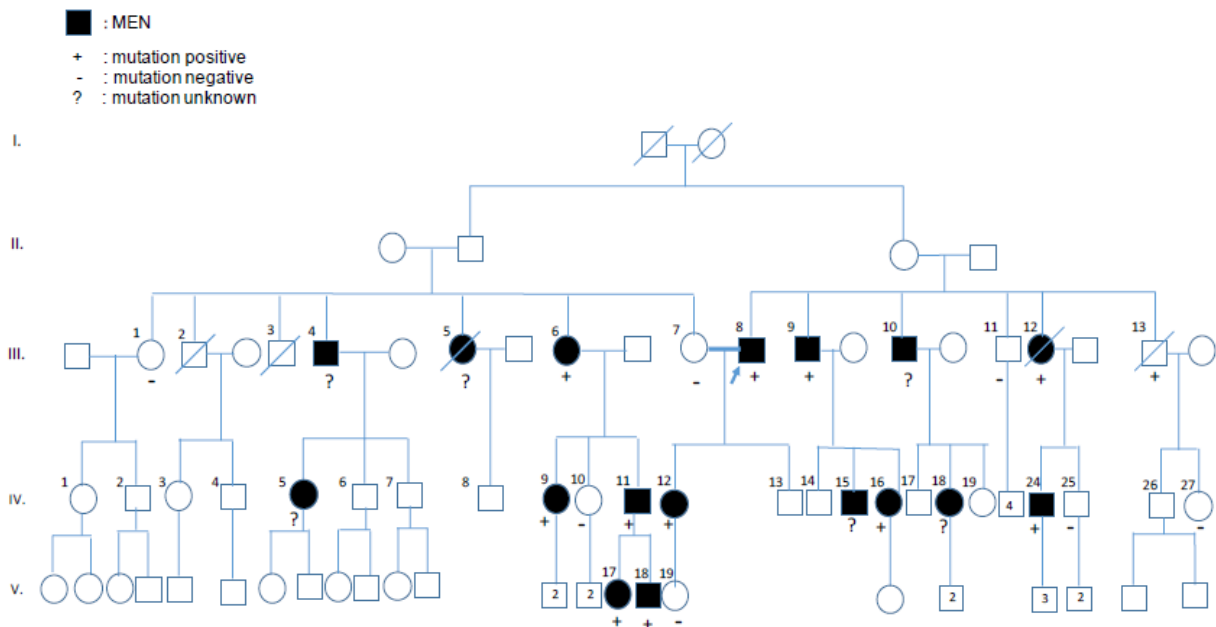 : MEN
+ : mutation positive
- : mutation negative
? : mutation unknown
I.
II.
1 2 3 4 5 6 7 8 9 10 11 12 13
III.
- ? ? + - + + ? - + +
1 2 3 4 5 6 7 8 9 10 11 12 13 14 15 16 17 18 19 24 25 26 27
IV. 4
? + - + + ? + ? + - -
17 18 19
V. 2 2 2 3 2
+ + -